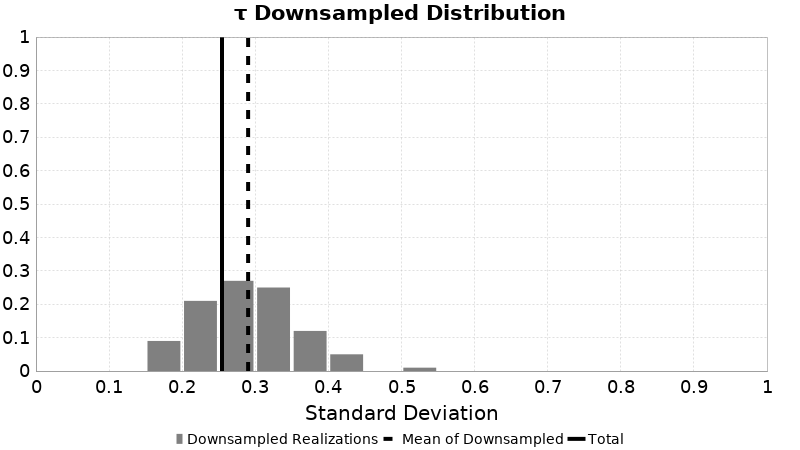 τ Downsampled Distribution
1
0.9
0.8
0.7
0.6
0.5
0.4
0.3
0.2
0.1
0
0 0.1 0.2 0.3 0.4 0.5 0.6 0.7 0.8 0.9 1
Standard Deviation
Downsampled Realizations Mean of Downsampled Total